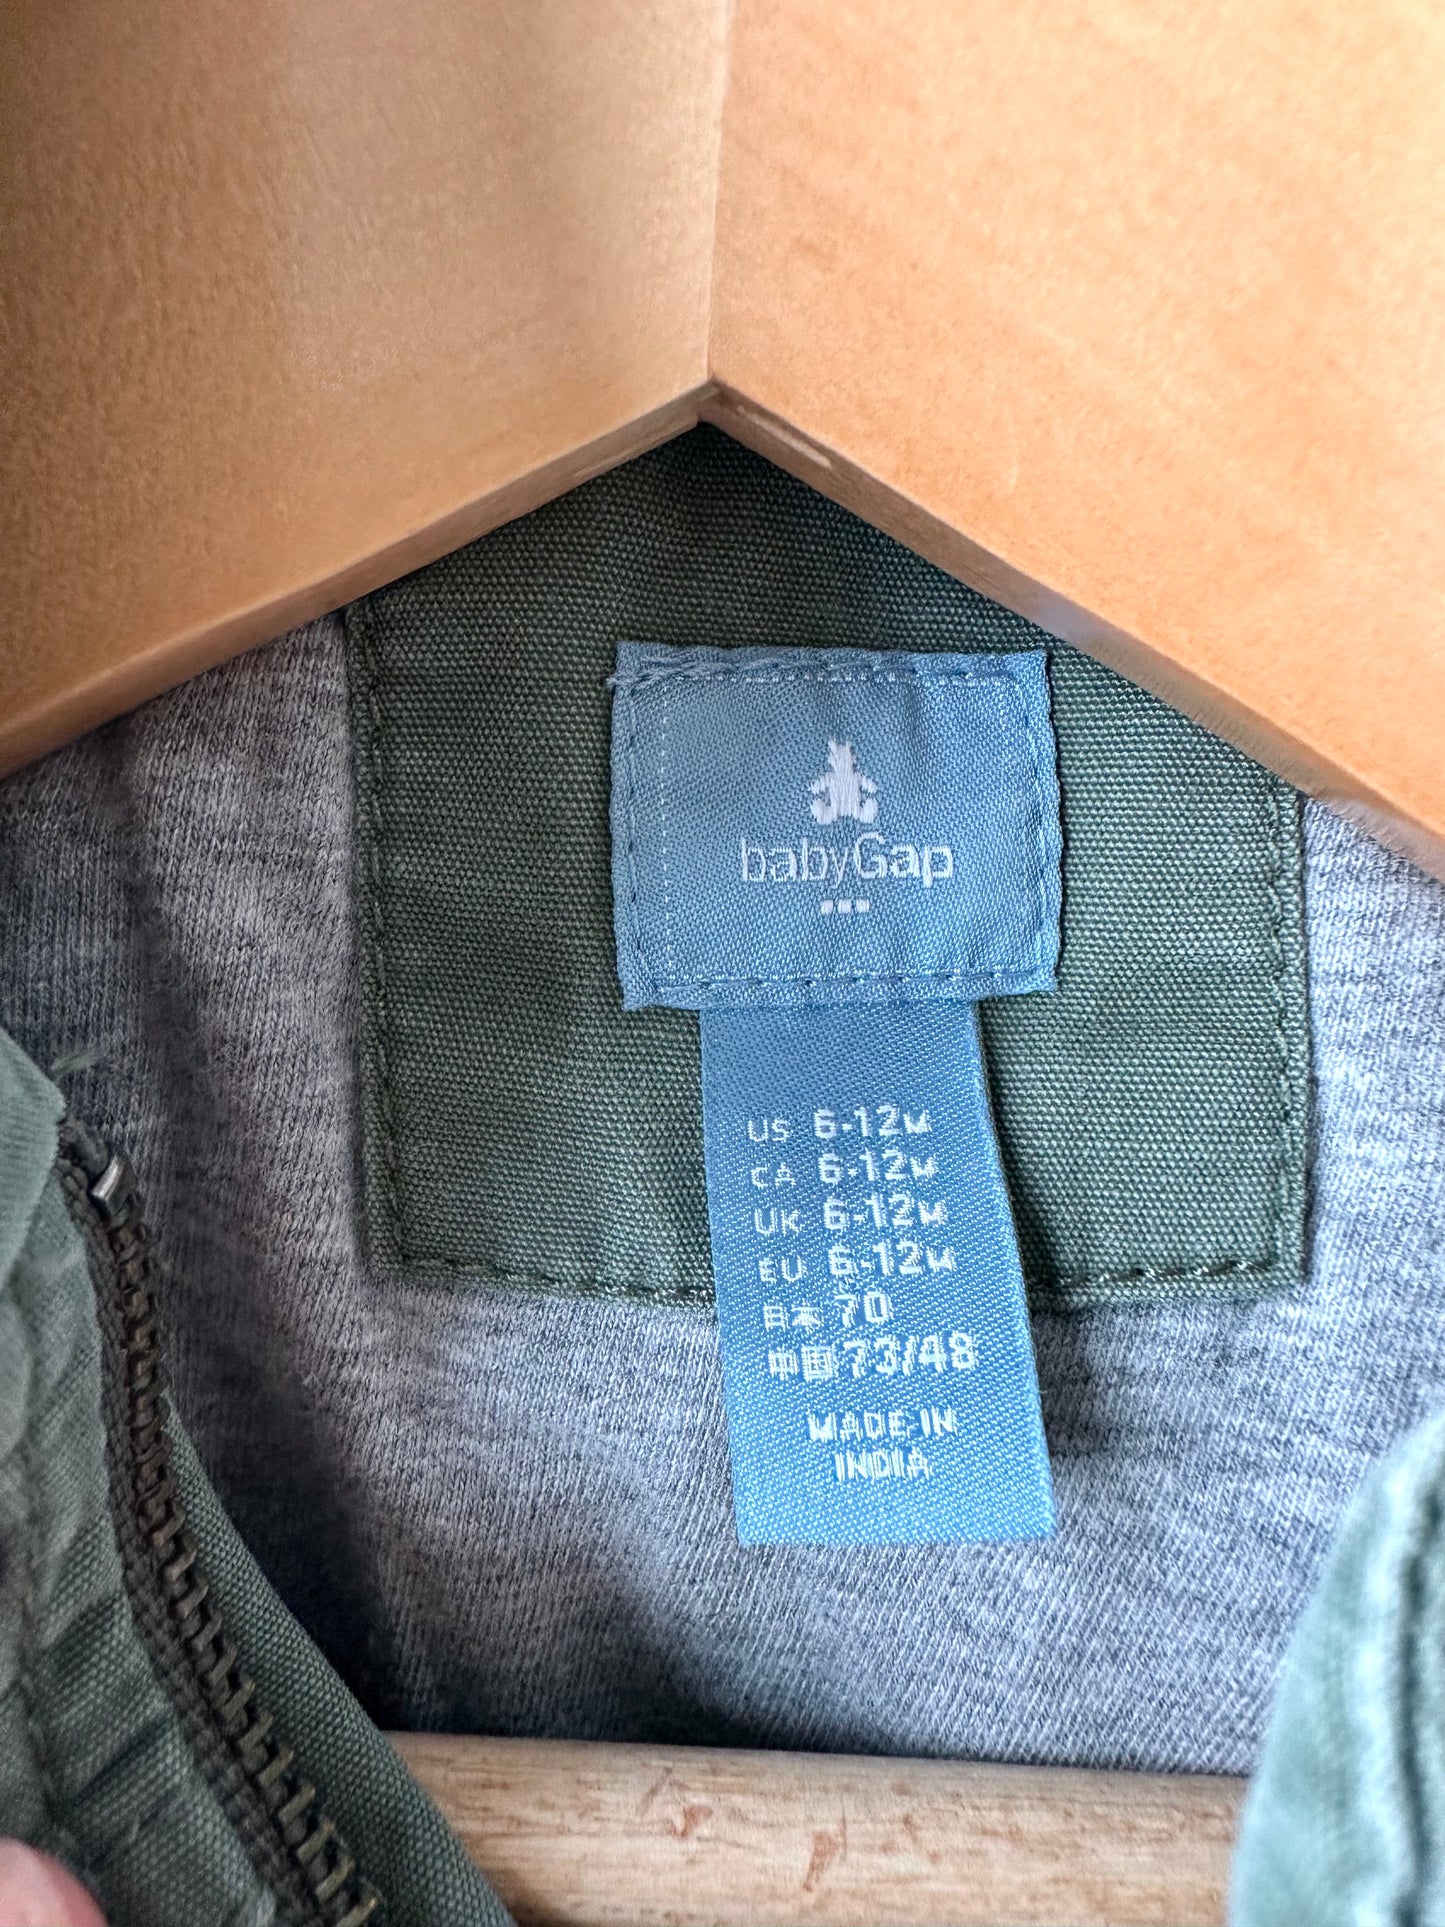 babyGap
US 6-12M
CA 6-12M
UK 6-12M
EU 6-12M
日本 70
中国 73/48
MADE IN
INDIA